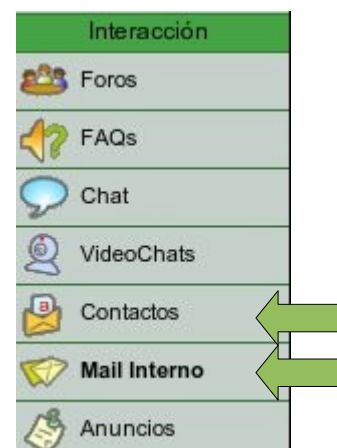 Interacción
Foros
FAQs
Chat
VideoChats
Contactos
Mail Interno
Anuncios